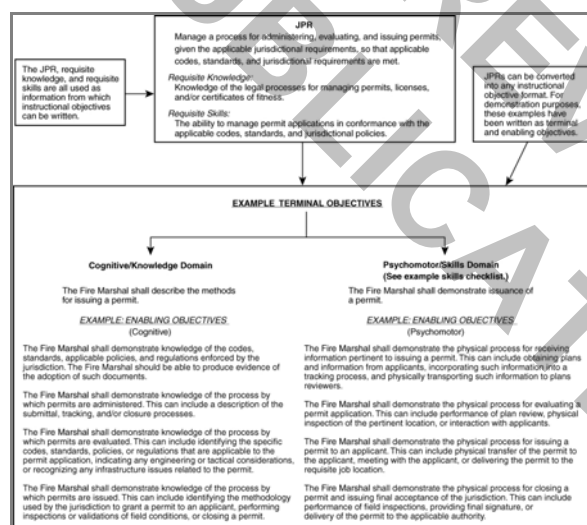 JPR
Manage a process for administering, evaluating, and issuing permits,
given the applicable jurisdictional requirements, so that applicable
codes, standards, and jurisdictional requirements are met.
Requisite Knowledge:
Knowledge of the legal processes for managing permits, licenses,
and/or certificates of fitness.
Requisite Skills:
The ability to manage permit applications in conformance with the
applicable codes, standards, and jurisdictional policies.
The JPR, requisite
knowledge, and requisite
skills are all used as
information from which
instructional objectives
can be written.
JPRs can be converted
into any instructional
objective format. For
demonstration purposes,
these examples have
been written as terminal
and enabling objectives.
EXAMPLE TERMINAL OBJECTIVES
Cognitive/Knowledge Domain
The Fire Marshal shall describe the methods
for issuing a permit.
EXAMPLE: ENABLING OBJECTIVES
(Cognitive)
The Fire Marshal shall demonstrate knowledge of the codes,
standards, applicable policies, and regulations enforced by the
jurisdiction. The Fire Marshal should be able to produce evidence of
the adoption of such documents.
The Fire Marshal shall demonstrate knowledge of the process by
which permits are administered. This can include a description of the
submittal, tracking, and/or closure processes.
The Fire Marshal shall demonstrate knowledge of the process by
which permits are evaluated. This can include identifying the specific
codes, standards, policies, or regulations that are applicable to the
permit application, indicating any engineering or tactical considerations,
or recognizing any infrastructure issues related to the permit.
The Fire Marshal shall demonstrate knowledge of the process by
which permits are issued. This can include identifying the methodology
used by the jurisdiction to grant a permit to an applicant, performing
inspections or validations of field conditions, or closing a permit.
Psychomotor/Skills Domain
(See example skills checklist.)
The Fire Marshal shall demonstrate issuance of
a permit.
EXAMPLE: ENABLING OBJECTIVES
(Psychomotor)
The Fire Marshal shall demonstrate the physical process for receiving
information pertinent to issuing a permit. This can include obtaining plans
and information from applicants, incorporating such information into a
tracking process, and physically transporting such information to plans
reviewers.
The Fire Marshal shall demonstrate the physical process for evaluating a
permit application. This can include performance of plan review, physical
inspection of the pertinent location, or interaction with applicants.
The Fire Marshal shall demonstrate the physical process for issuing a
permit to an applicant. This can include physical transfer of the permit to
the applicant, meeting with the applicant, or delivering the permit to the
requisite job location.
The Fire Marshal shall demonstrate the physical process for closing a
permit and issuing final acceptance of the jurisdiction. This can include
performance of field inspections, providing final signature, or
delivery of the permit to the applicable authority.